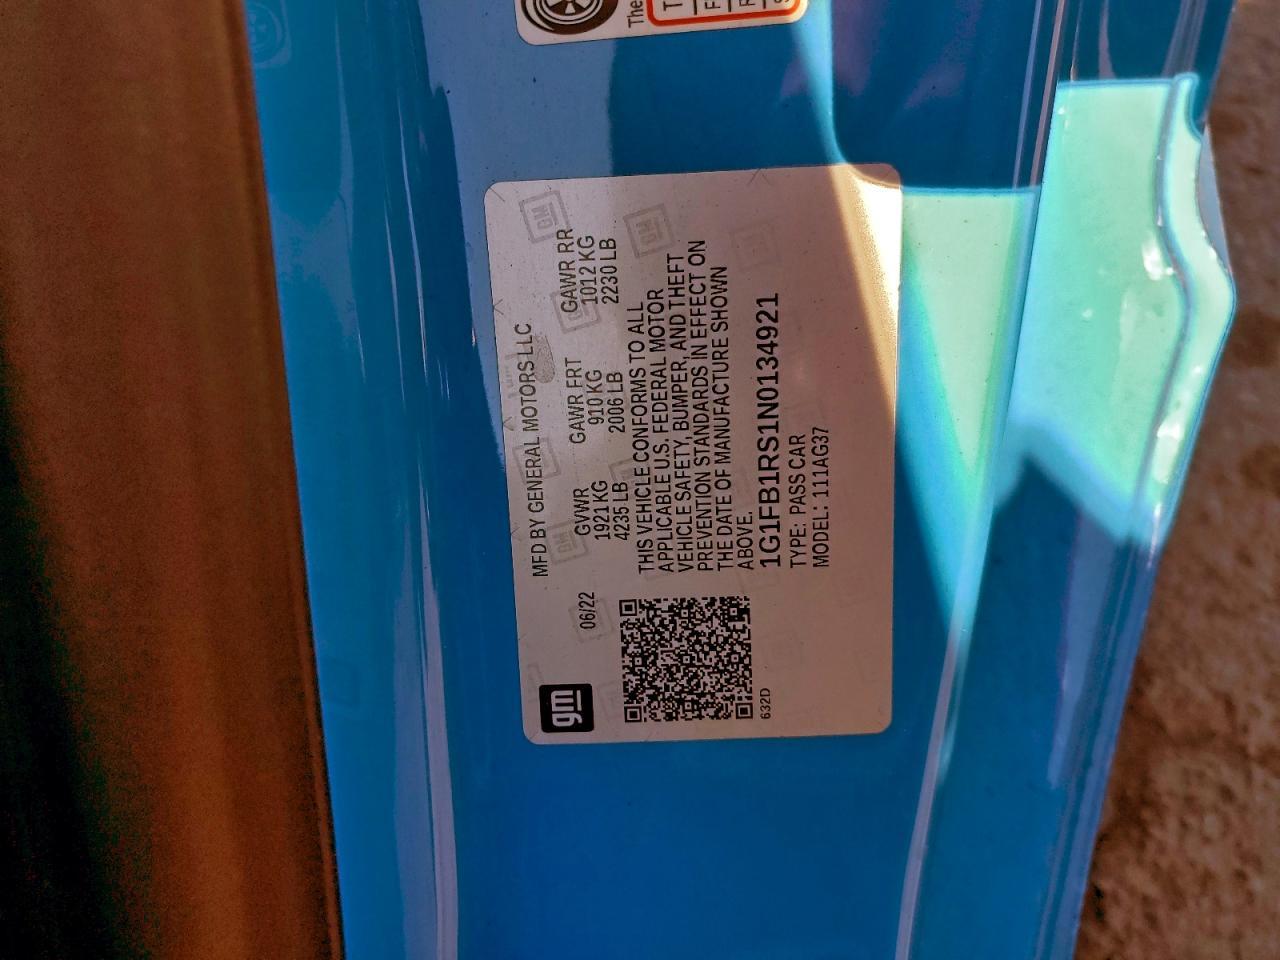 The
gm
MFD BY GENERAL MOTORS LLC
06/22
GVWR GAWR FRT GAWR RR
1921 KG 910 KG 1012 KG
4235 LB 2006 LB 2230 LB
THIS VEHICLE CONFORMS TO ALL
APPLICABLE U.S. FEDERAL MOTOR
VEHICLE SAFETY, BUMPER, AND THEFT
PREVENTION STANDARDS IN EFFECT ON
THE DATE OF MANUFACTURE SHOWN
ABOVE.
1G1FB1RS1N0134921
TYPE: PASS CAR
MODEL: 111AG37
632D